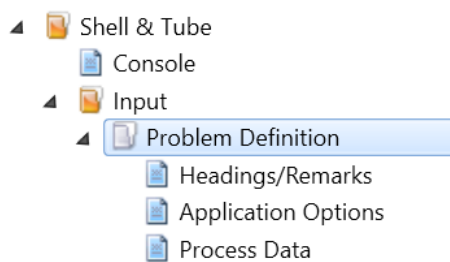 Shell & Tube
Console
Input
Problem Definition
Headings/Remarks
Application Options
Process Data